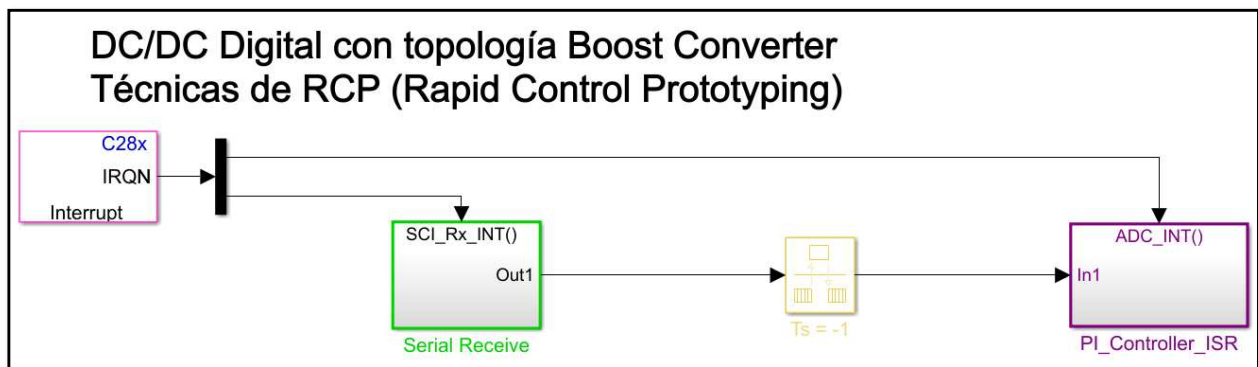 DC/DC Digital con topología Boost Converter
Técnicas de RCP (Rapid Control Prototyping)
C28x
IRQN
Interrupt
SCI_Rx_INT()
Out1
Serial Receive
Ts = -1
ADC_INT()
In1
PI_Controller_ISR